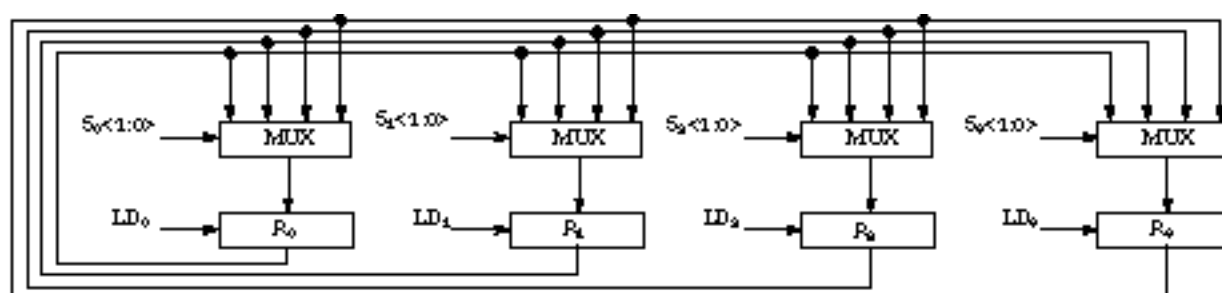 S₀<1:0> S₁<1:0> S₂<1:0> S₃<1:0>
MUX MUX MUX MUX
LD₀ LD₁ LD₂ LD₃
R₀ R₁ R₂ R₃